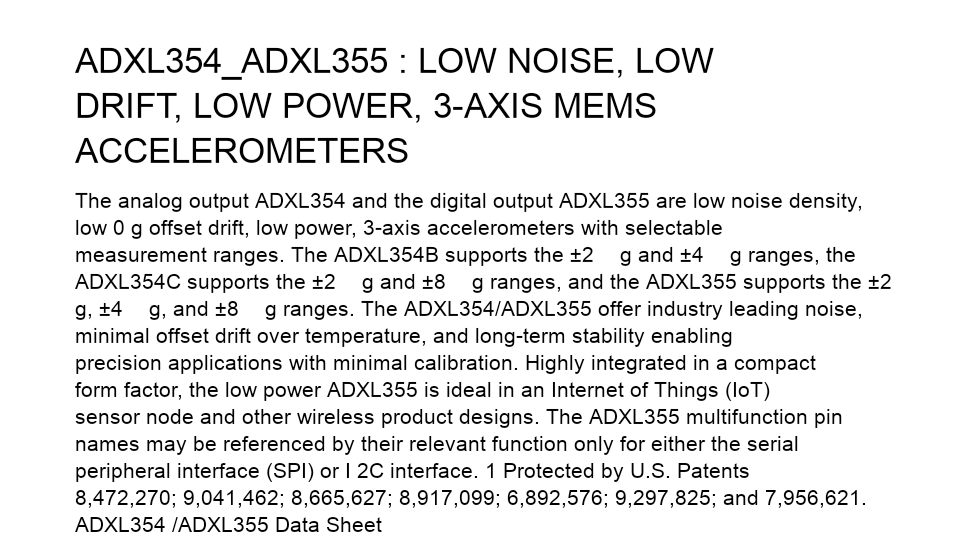 ADXL354_ADXL355 : LOW NOISE, LOW
DRIFT, LOW POWER, 3-AXIS MEMS
ACCELEROMETERS
The analog output ADXL354 and the digital output ADXL355 are low noise density,
low 0 g offset drift, low power, 3-axis accelerometers with selectable
measurement ranges. The ADXL354B supports the ±2 g and ±4 g ranges, the
ADXL354C supports the ±2 g and ±8 g ranges, and the ADXL355 supports the ±2
g, ±4 g, and ±8 g ranges. The ADXL354/ADXL355 offer industry leading noise,
minimal offset drift over temperature, and long-term stability enabling
precision applications with minimal calibration. Highly integrated in a compact
form factor, the low power ADXL355 is ideal in an Internet of Things (IoT)
sensor node and other wireless product designs. The ADXL355 multifunction pin
names may be referenced by their relevant function only for either the serial
peripheral interface (SPI) or I 2C interface. 1 Protected by U.S. Patents
8,472,270; 9,041,462; 8,665,627; 8,917,099; 6,892,576; 9,297,825; and 7,956,621.
ADXL354 /ADXL355 Data Sheet